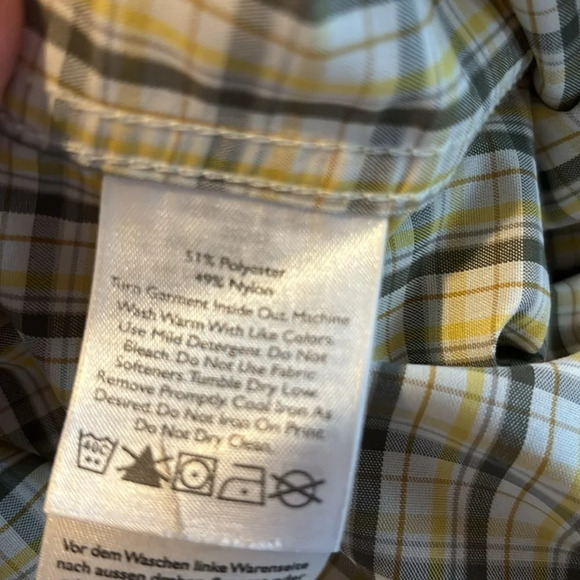 51% Polyester
49% Nylon
Turn Garment Inside Out. Machine
Wash Warm With Like Colors.
Use Mild Detergent. Do Not
Bleach. Do Not Use Fabric
Softeners. Tumble Dry Low.
Remove Promptly. Cool Iron As
Desired. Do Not Iron On Print.
Do Not Dry Clean.
40C
Vor dem Waschen linke Warenseite
nach aussen